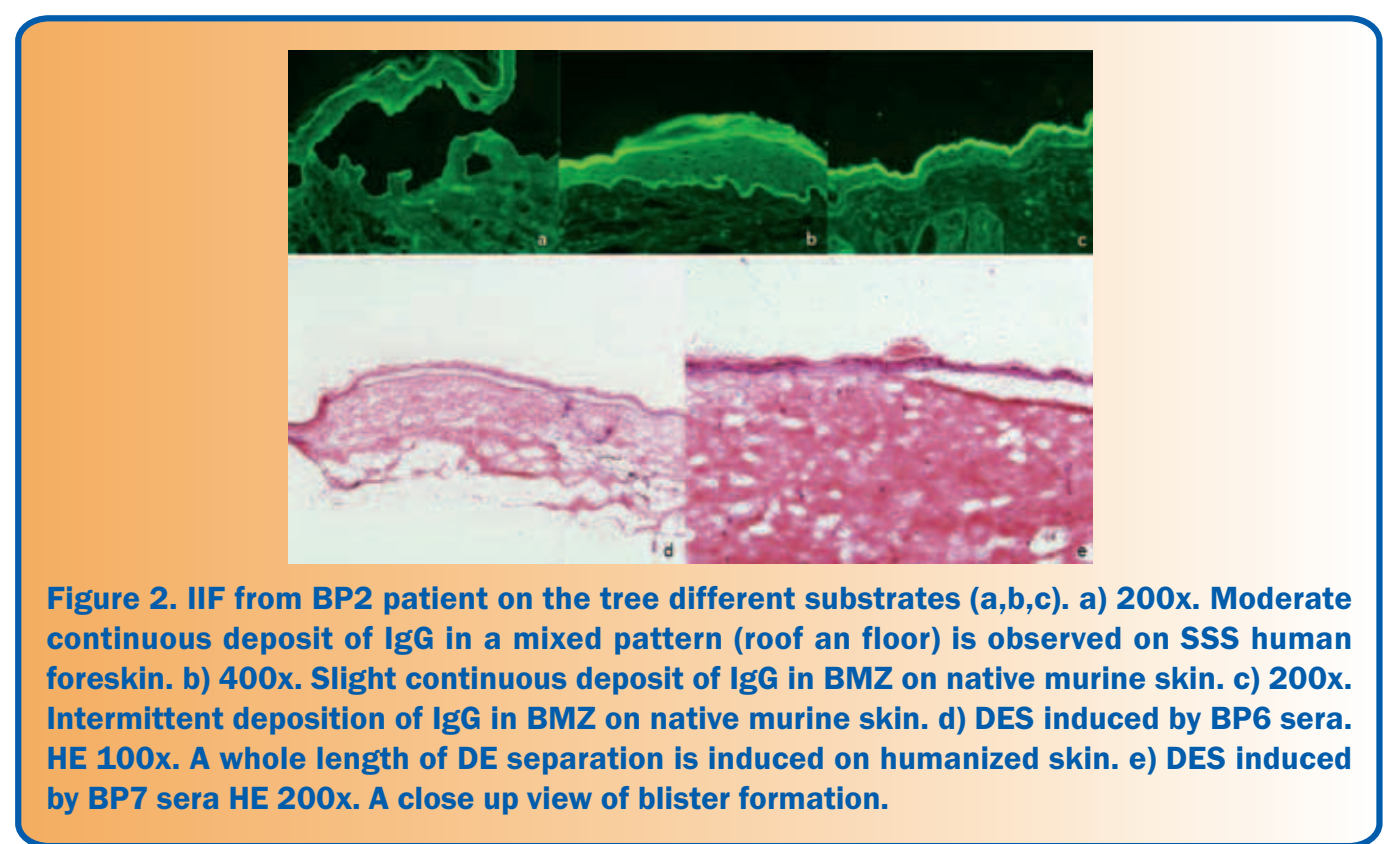 a
b
c
d
e
Figure 2. IIF from BP2 patient on the tree different substrates (a,b,c). a) 200x. Moderate
continuous deposit of IgG in a mixed pattern (roof an floor) is observed on SSS human
foreskin. b) 400x. Slight continuous deposit of IgG in BMZ on native murine skin. c) 200x.
Intermittent deposition of IgG in BMZ on native murine skin. d) DES induced by BP6 sera.
HE 100x. A whole length of DE separation is induced on humanized skin. e) DES induced
by BP7 sera HE 200x. A close up view of blister formation.